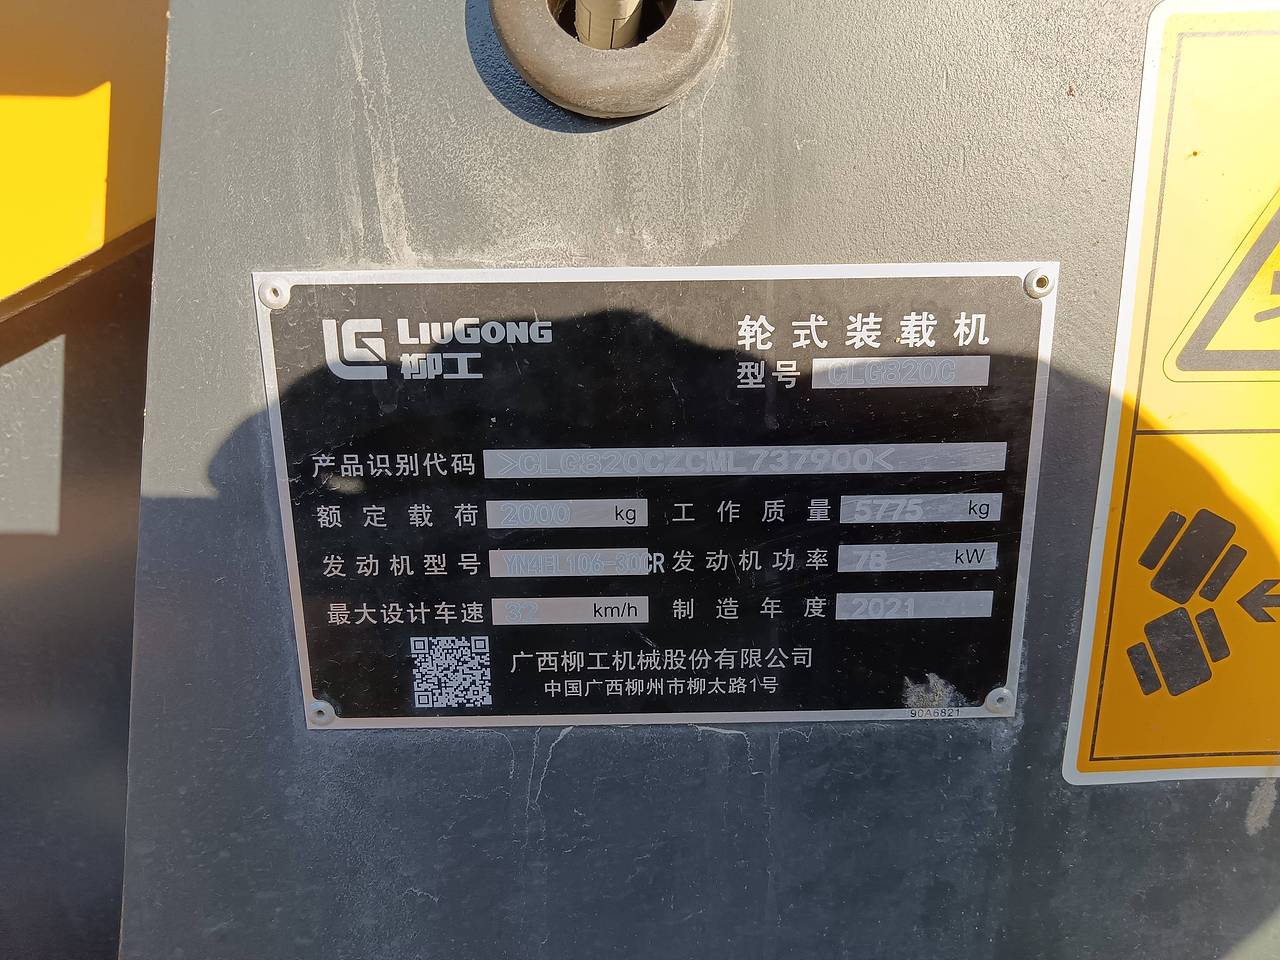 LG LIUGONG
柳工
轮式装载机
型号 CLG820C
产品识别代码 >CLG820CZCML737900<
额定载荷 2000 kg 工作质量 5775 kg
发动机型号 YN4EL106-30CR 发动机功率 78 kW
最大设计车速 32 km/h 制造年度 2021
广西柳工机械股份有限公司
中国广西柳州市柳太路1号
90A6821